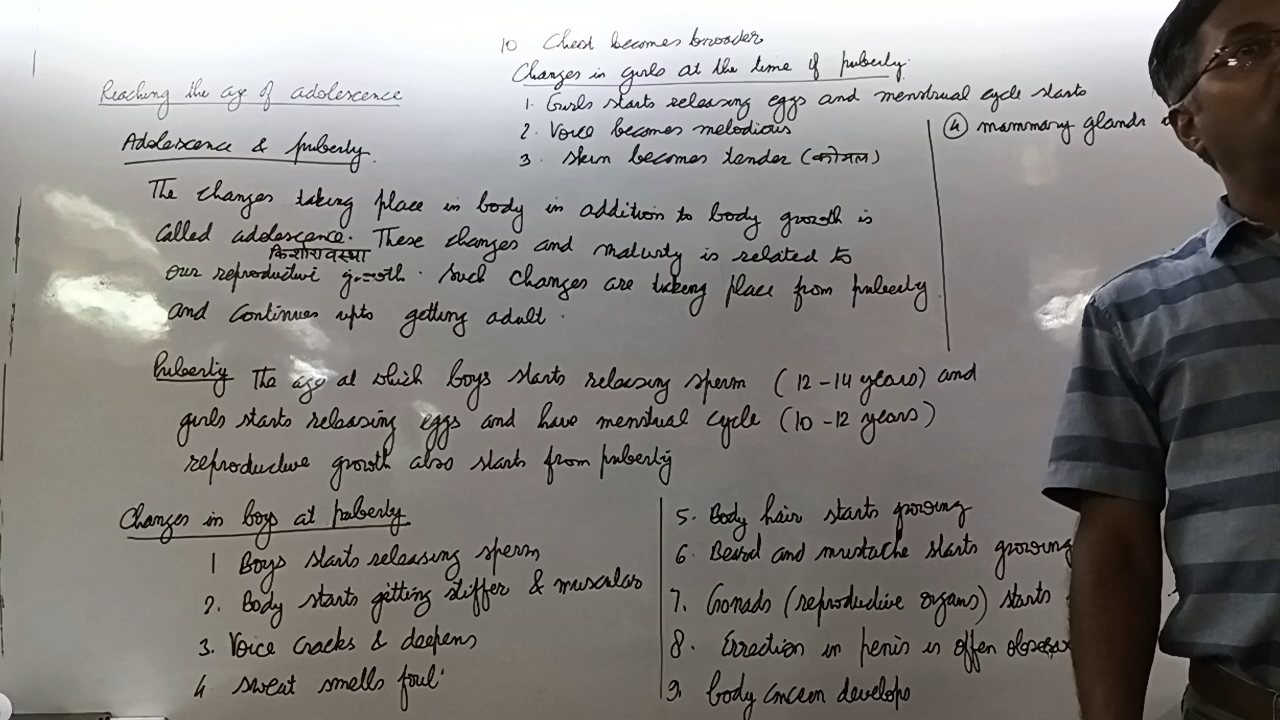 Reaching the age of adolescence
Adolescence & puberty.
The changes taking place in body in addition to body growth is
called adolescence. These changes and maturity is related to
किशोरावस्था
our reproductive growth. Such changes are taking place from puberty
and continues upto getting adult.
Puberty The age at which boys starts releasing sperm (12-14 years) and
girls starts releasing eggs and have menstrual cycle (10-12 years)
reproductive growth also starts from puberty
Changes in boys at puberty
1 Boys starts releasing sperm
2. Body starts getting stiffer & muscular
3. Voice cracks & deepens
4 sweat smells foul
5. Body hair starts growing
6. Beard and mustache starts growing
7. Gonads (reproductive organs) starts
8. Errection in penis is offen
9. body concern develops
10 Chest becomes broader
Changes in girls at the time of puberty.
1. Girls starts releasing eggs and menstrual cycle starts
2. Voice becomes melodious
3. skin becomes tender (कोमल)
(4) mammary glands